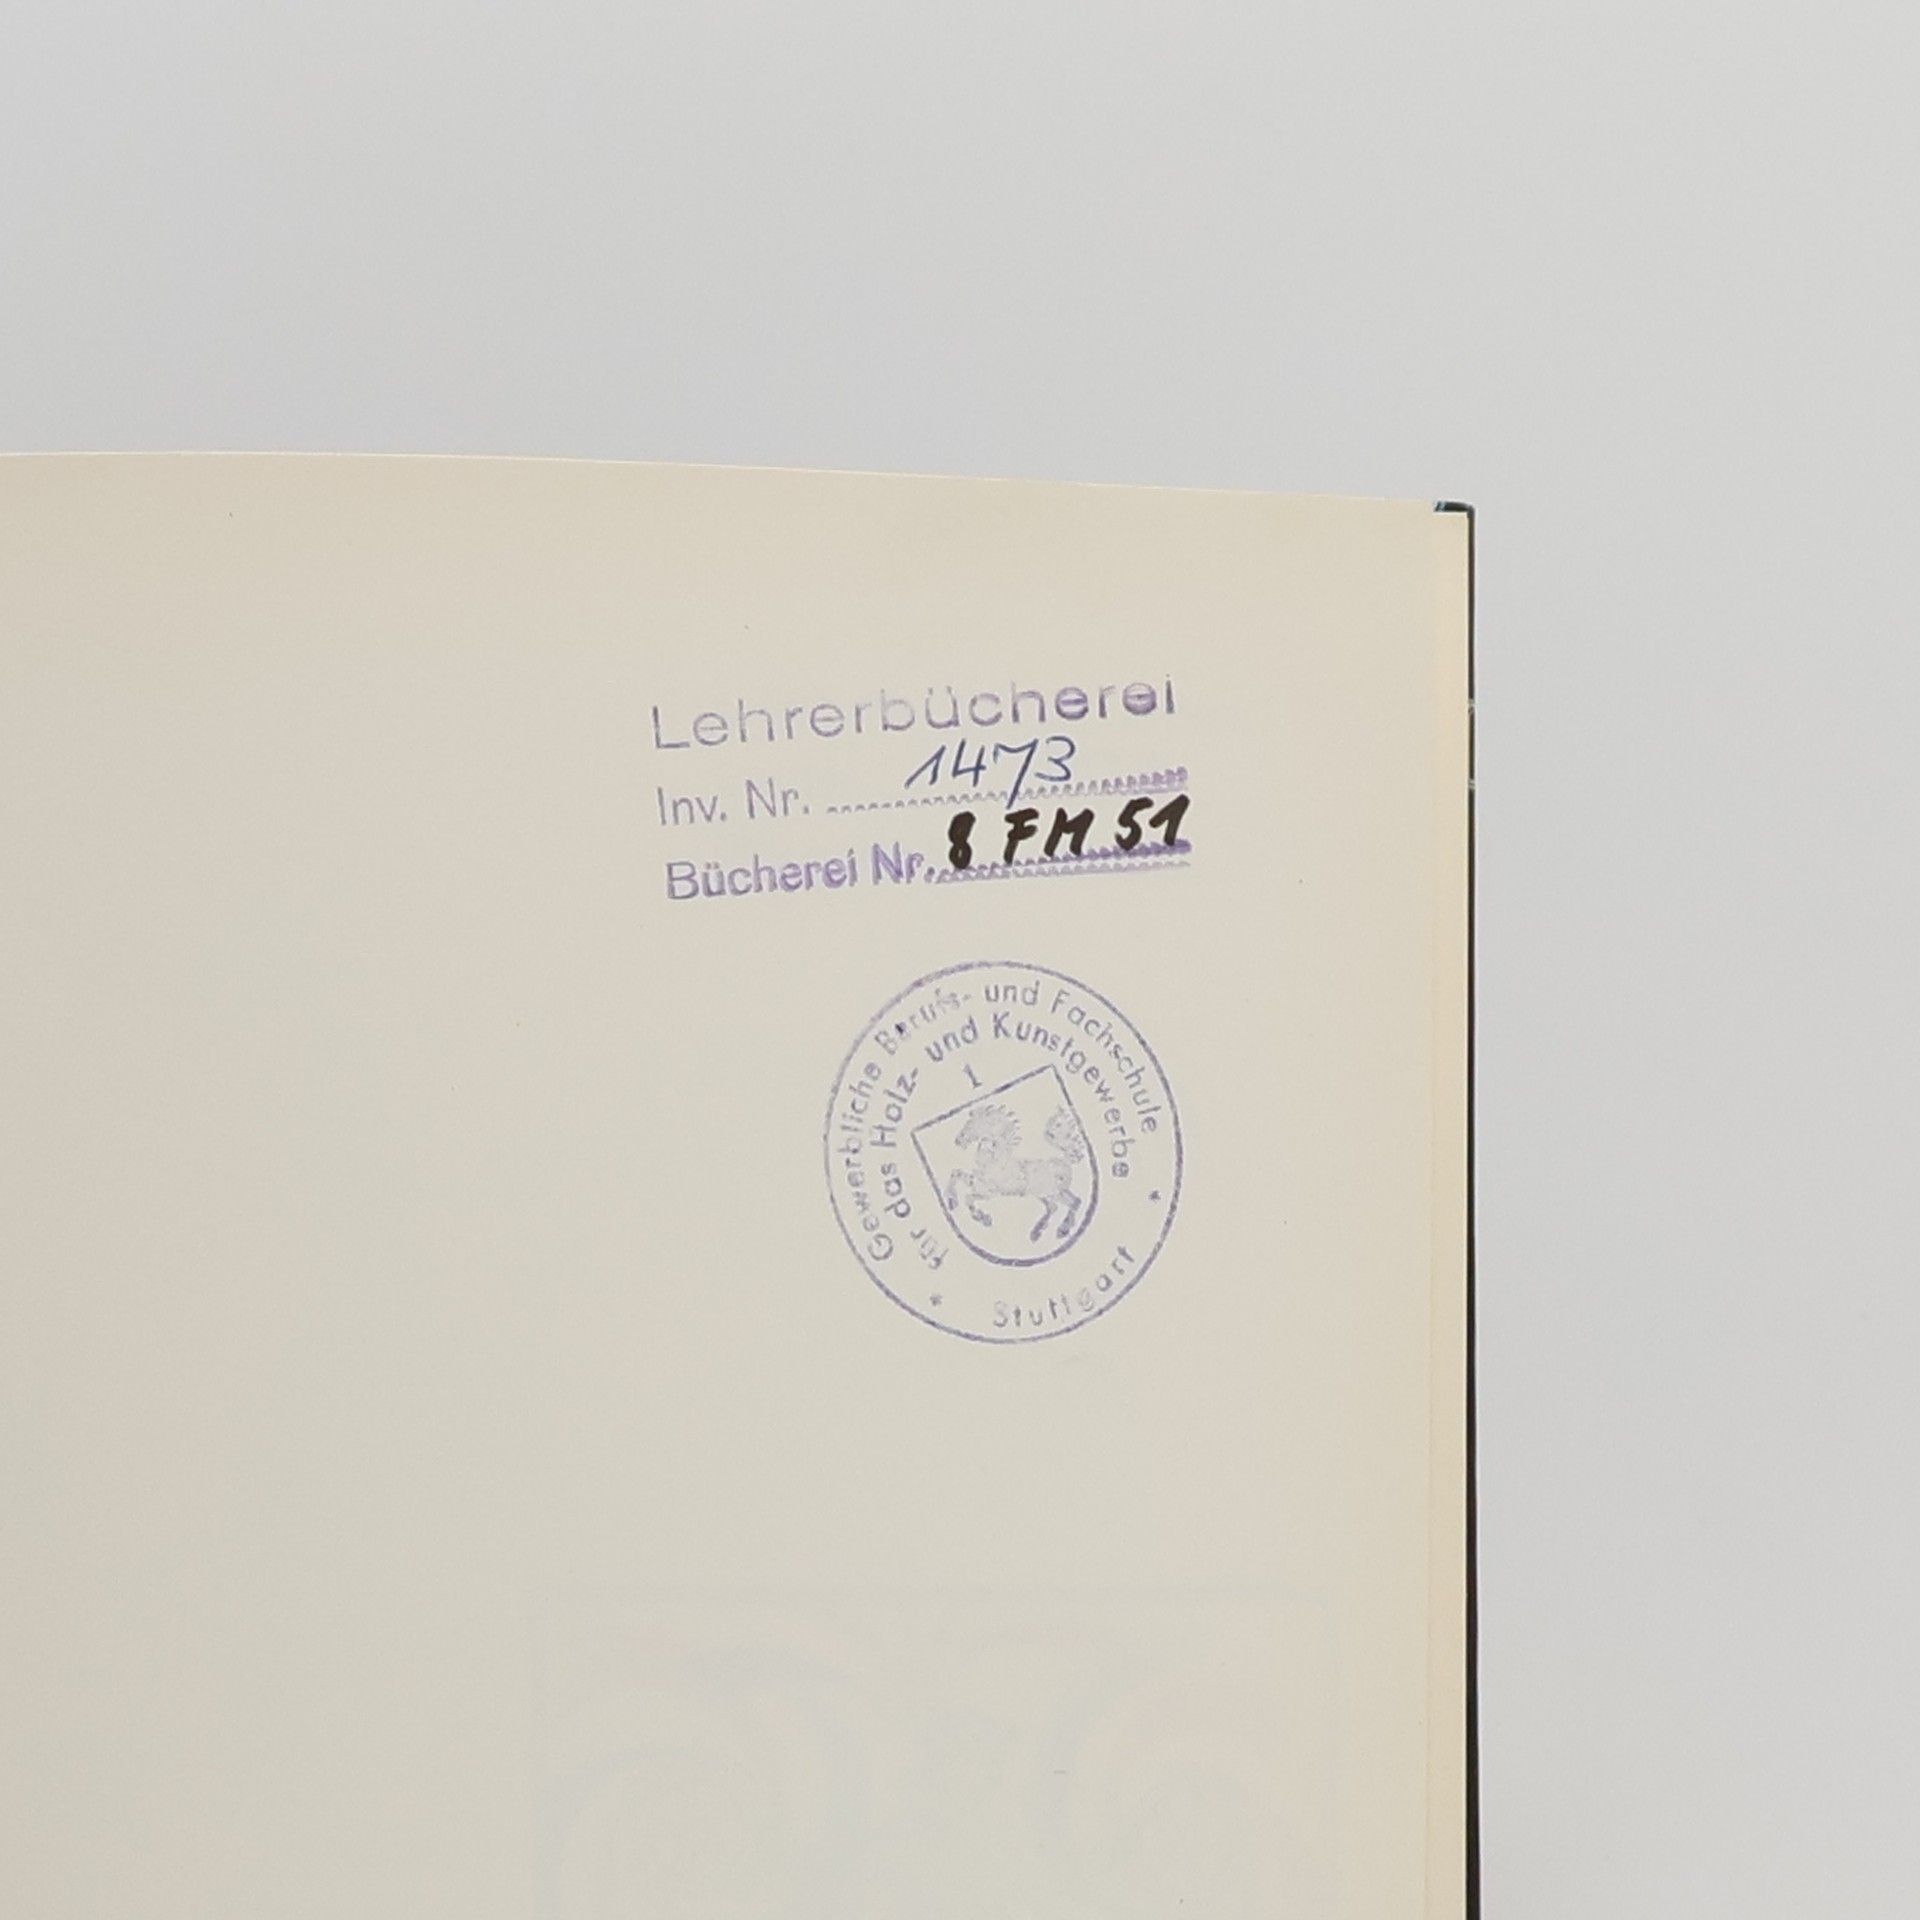 Lehrerbücherei
Inv. Nr. 1473
Bücherei Nr. 8 FM 51
Gewerbliche Berufs- und Fachschule
für das Holz- und Kunstgewerbe
1
* Stuttgart *